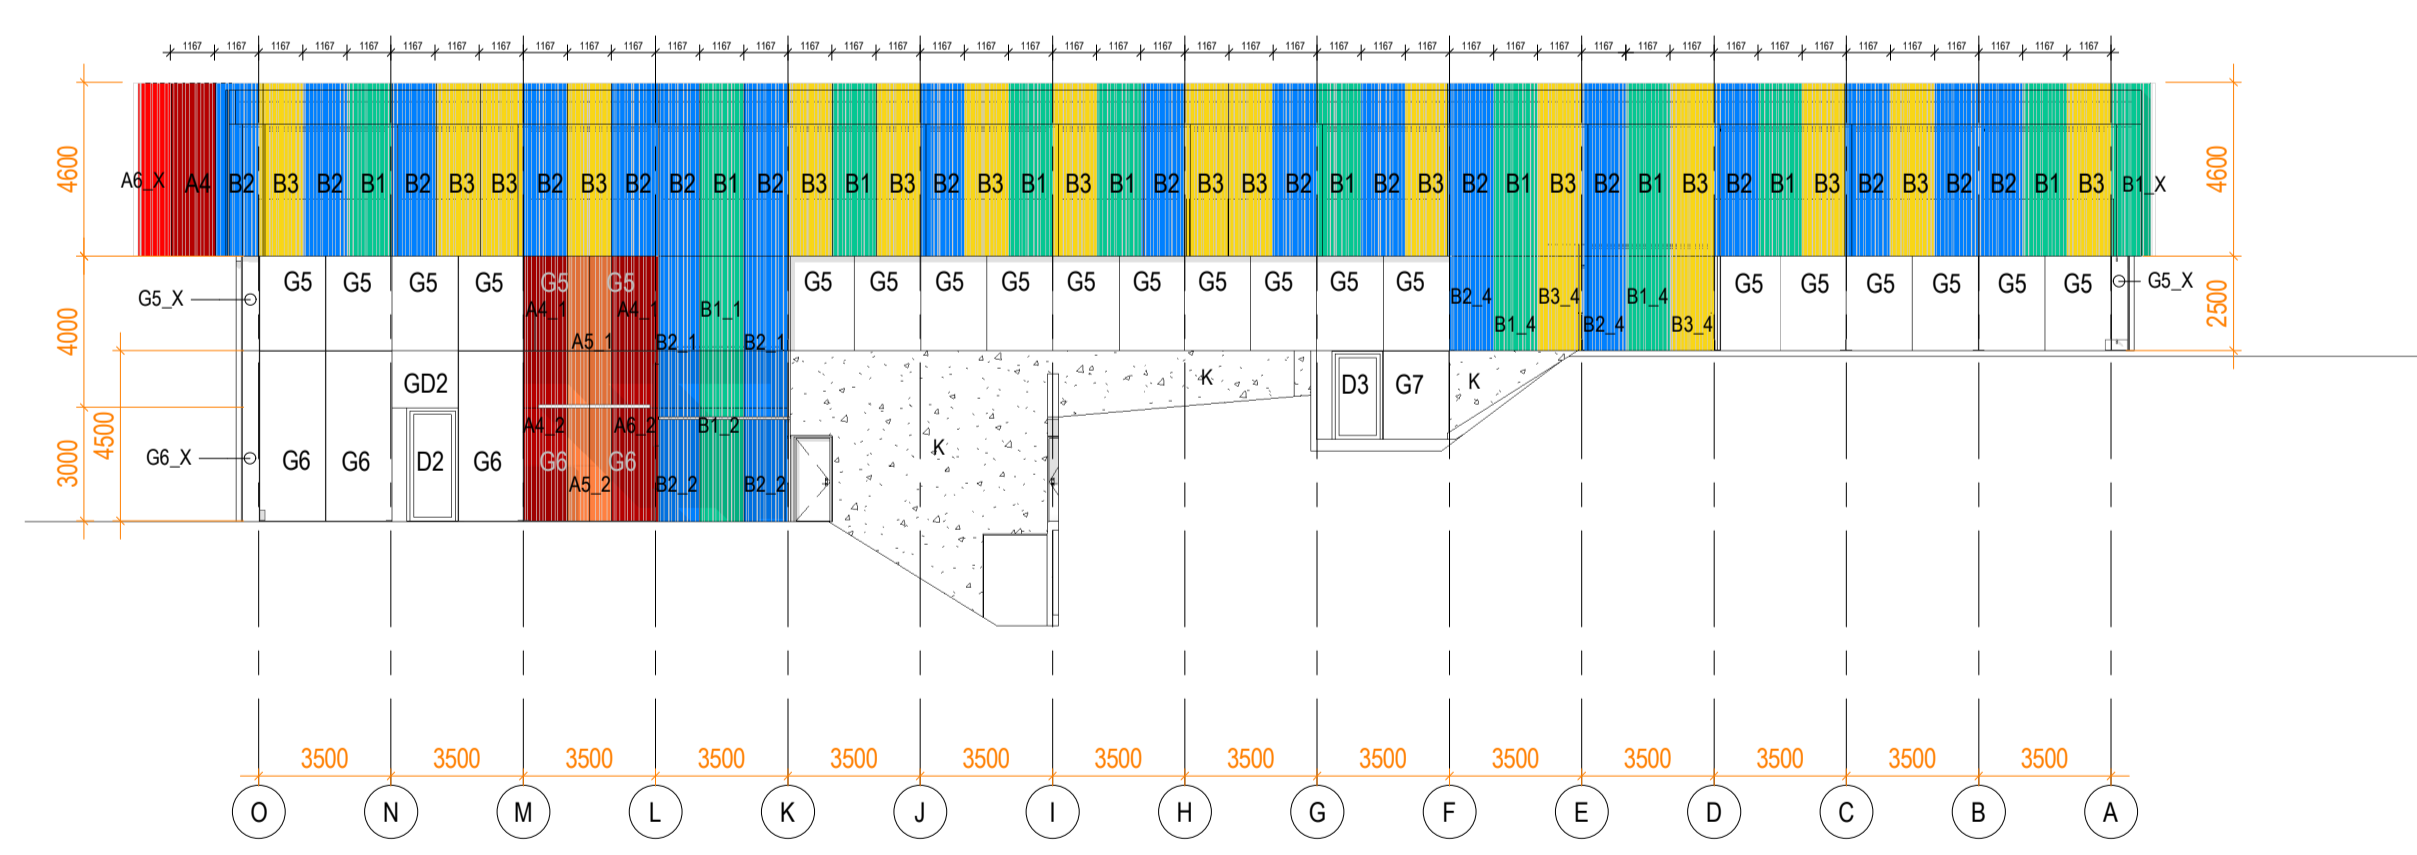 1167 1167 1167 1167 1167 1167 1167 1167 1167 1167 1167 1167 1167 1167 1167 1167 1167 1167 1167 1167 1167 1167 1167 1167 1167 1167 1167 1167 1167 1167 1167 1167 1167 1167 1167 1167 1167 1167 1167 1167 1167 1167 1167 1167
4600 A6_X A4 B2 B3 B2 B1 B2 B3 B3 B2 B3 B2 B2 B1 B2 B3 B1 B3 B2 B3 B1 B3 B1 B2 B3 B3 B2 B1 B2 B3 B2 B1 B3 B2 B1 B3 B2 B1 B3 B2 B3 B2 B2 B1 B3 B1_X 4600
G5 G5 G5 G5 G5 G5 G5 G5 G5 G5 G5 G5 G5 G5 G5 G5 G5 G5 G5 G5 G5 G5 G5_X
G5_X A4_1 A4_1 B1_1 B2_4 B3_4 B1_4 2500
4000 A5_1 B2_1 B2_1 B1_4 B2_4 B3_4
GD2 K D3 G7 K
4500 A4_2 A6_2 B1_2 K
3000 G6_X G6 G6 D2 G6 G6 G6
A5_2 B2_2 B2_2
3500 3500 3500 3500 3500 3500 3500 3500 3500 3500 3500 3500 3500 3500
O N M L K J I H G F E D C B A